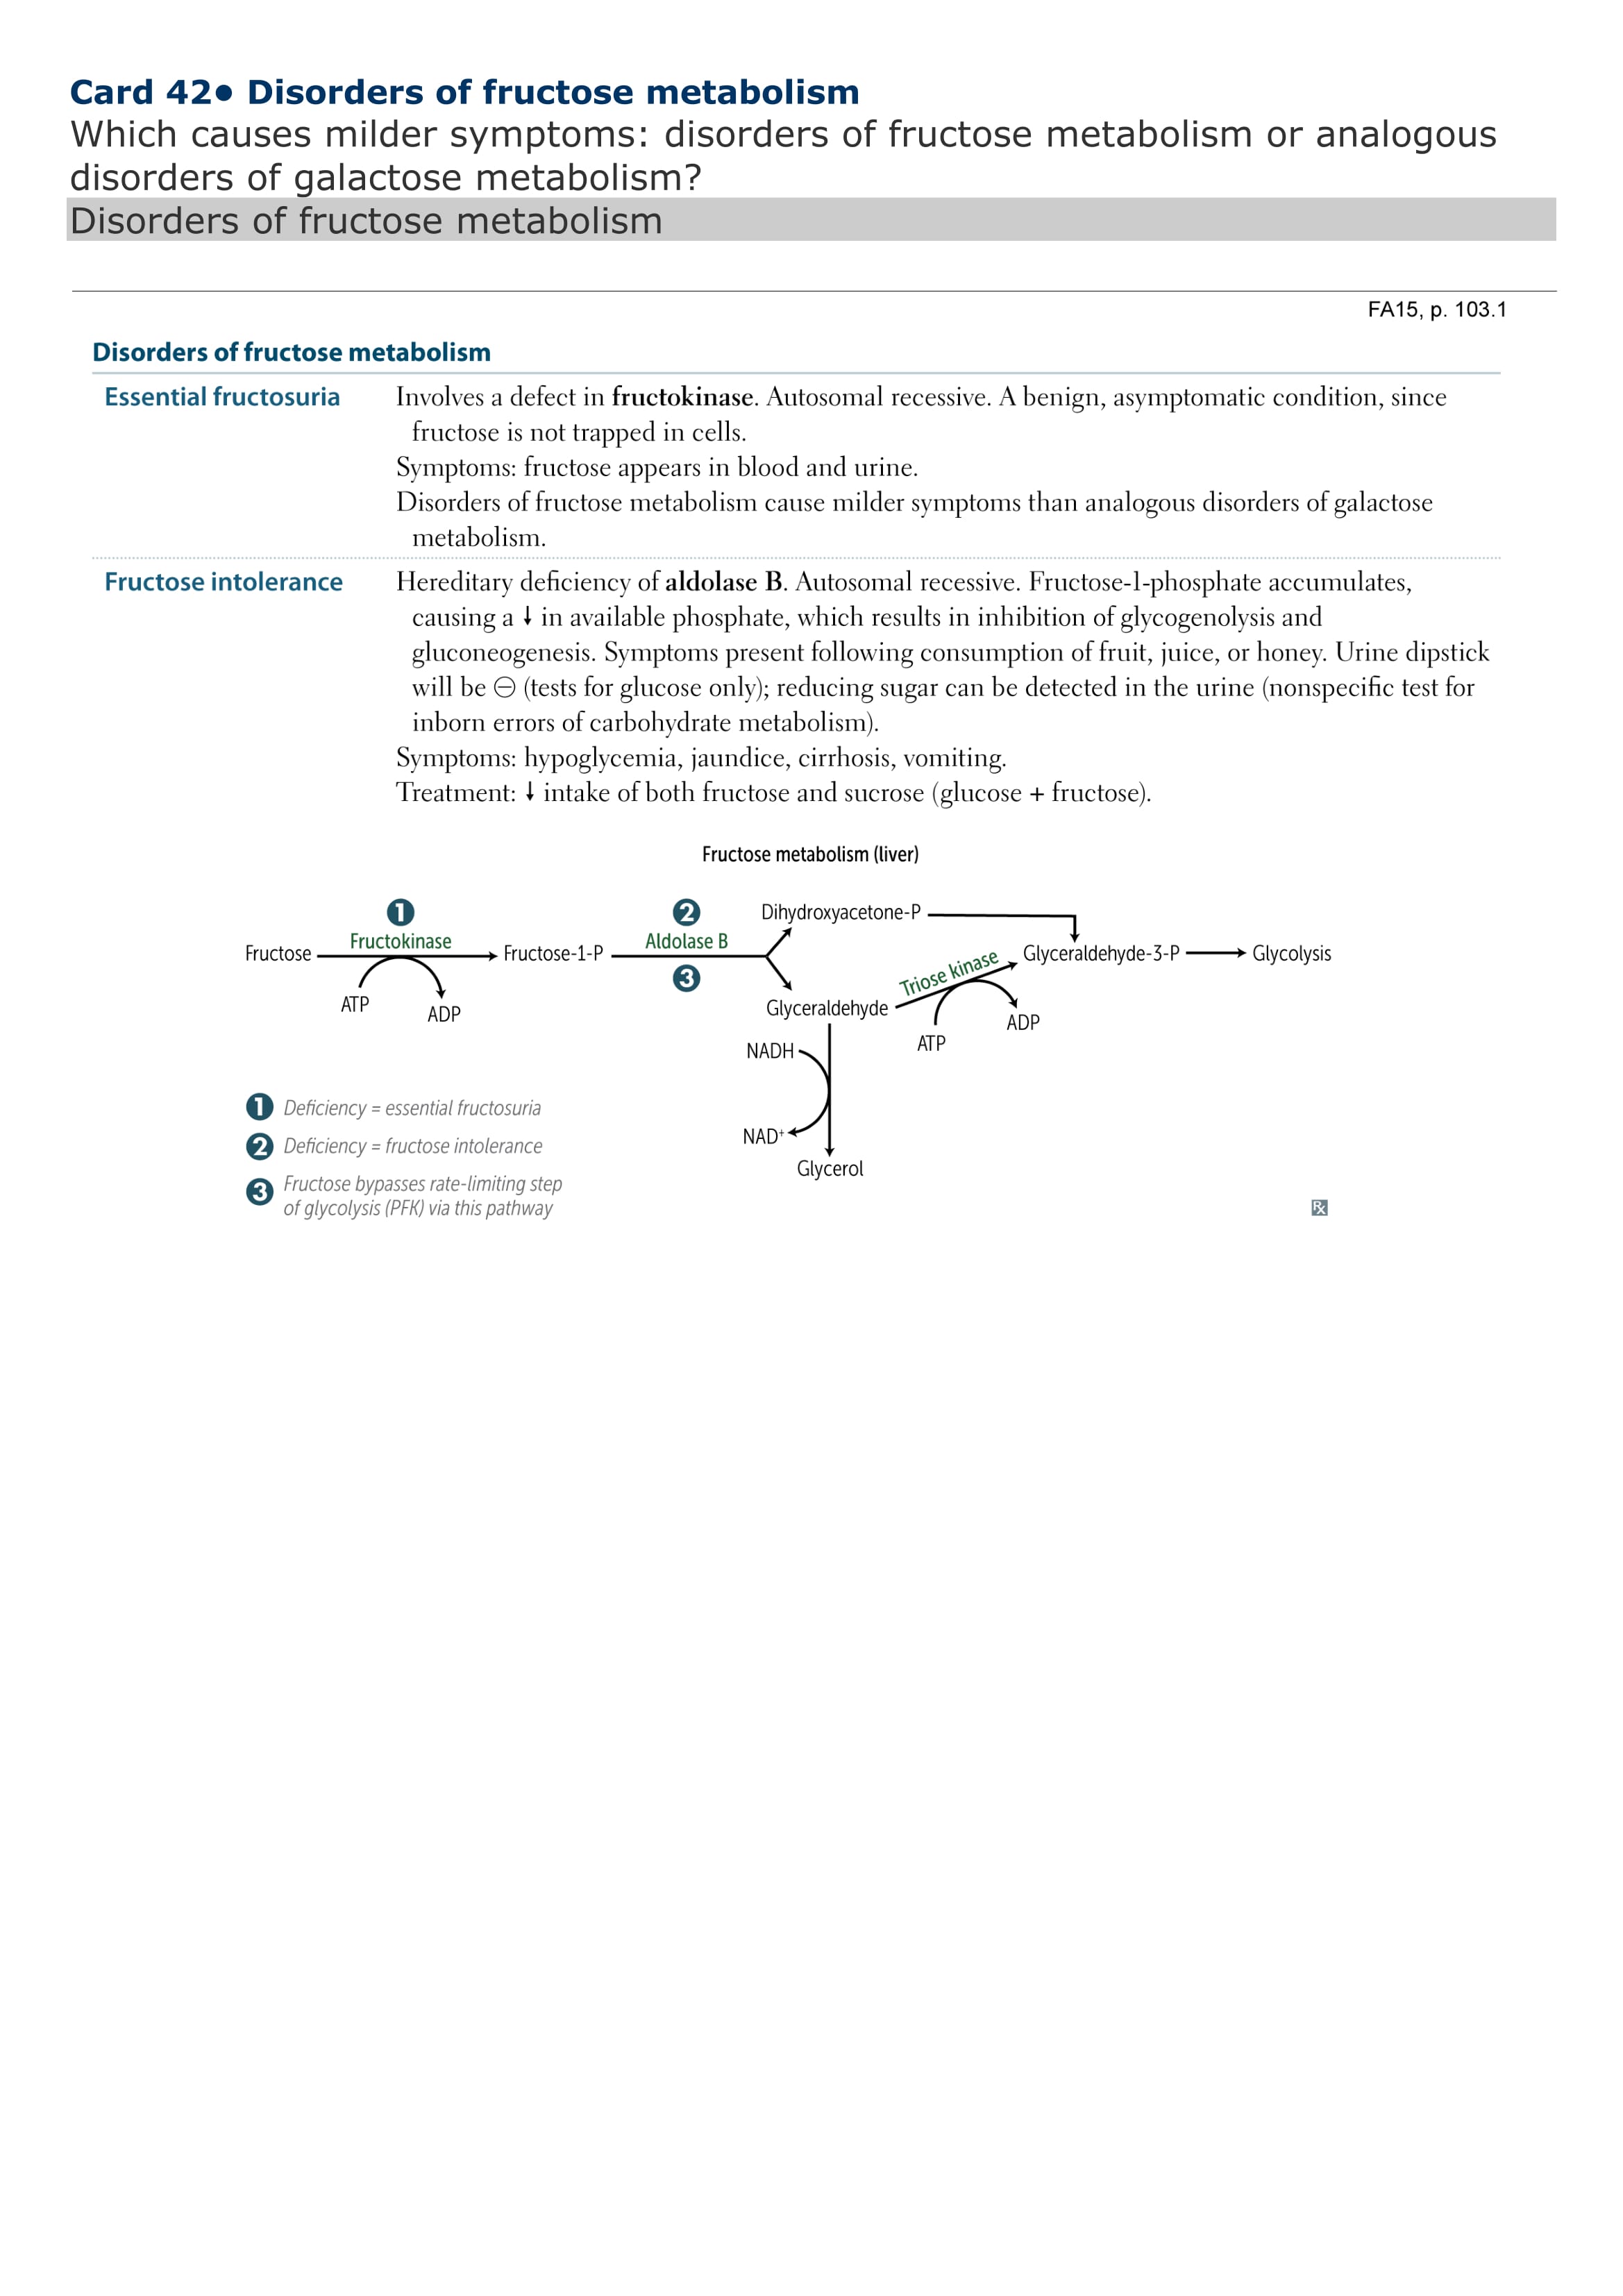 Card 42● Disorders of fructose metabolism
Which causes milder symptoms: disorders of fructose metabolism or analogous
disorders of galactose metabolism?
Disorders of fructose metabolism
FA15, p. 103.1
Disorders of fructose metabolism
Essential fructosuria
Involves a defect in fructokinase. Autosomal recessive. A benign, asymptomatic condition, since
fructose is not trapped in cells.
Symptoms: fructose appears in blood and urine.
Disorders of fructose metabolism cause milder symptoms than analogous disorders of galactose
metabolism.
Fructose intolerance
Hereditary deficiency of aldolase B. Autosomal recessive. Fructose-1-phosphate accumulates,
causing a ↓ in available phosphate, which results in inhibition of glycogenolysis and
gluconeogenesis. Symptoms present following consumption of fruit, juice, or honey. Urine dipstick
will be ⊖ (tests for glucose only); reducing sugar can be detected in the urine (nonspecific test for
inborn errors of carbohydrate metabolism).
Symptoms: hypoglycemia, jaundice, cirrhosis, vomiting.
Treatment: ↓ intake of both fructose and sucrose (glucose + fructose).
Fructose metabolism (liver)
1
2
Dihydroxyacetone-P
Fructose
Fructokinase
Fructose-1-P
Aldolase B
Triose kinase
Glyceraldehyde-3-P
Glycolysis
3
ATP
ADP
Glyceraldehyde
ATP
ADP
NADH
NAD+
Glycerol
1 Deficiency = essential fructosuria
2 Deficiency = fructose intolerance
3 Fructose bypasses rate-limiting step
of glycolysis (PFK) via this pathway
Rx